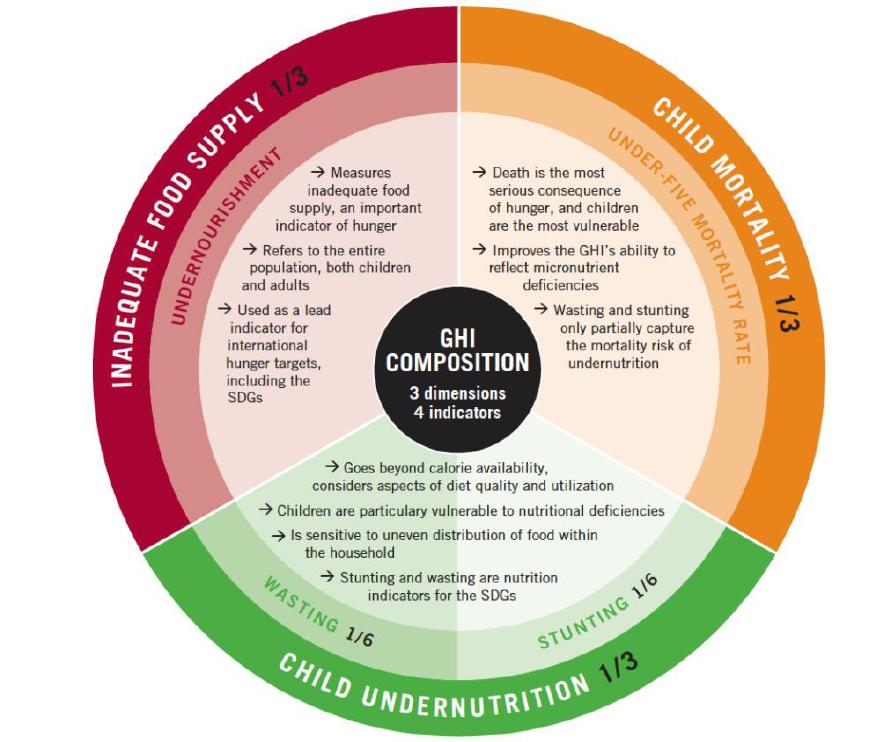 INADEQUATE FOOD SUPPLY 1/3
UNDERNOURISHMENT
→ Measures
inadequate food
supply, an important
indicator of hunger
→ Refers to the entire
population, both children
and adults
→ Used as a lead
indicator for
international
hunger targets,
including the
SDGs
CHILD MORTALITY 1/3
UNDER-FIVE MORTALITY RATE
→ Death is the most
serious consequence
of hunger, and children
are the most vulnerable
→ Improves the GHI's ability to
reflect micronutrient
deficiencies
→ Wasting and stunting
only partially capture
the mortality risk of
undernutrition
GHI
COMPOSITION
3 dimensions
4 indicators
→ Goes beyond calorie availability,
considers aspects of diet quality and utilization
→ Children are particulary vulnerable to nutritional deficiencies
→ Is sensitive to uneven distribution of food within
the household
→ Stunting and wasting are nutrition
indicators for the SDGs
WASTING 1/6
STUNTING 1/6
CHILD UNDERNUTRITION 1/3